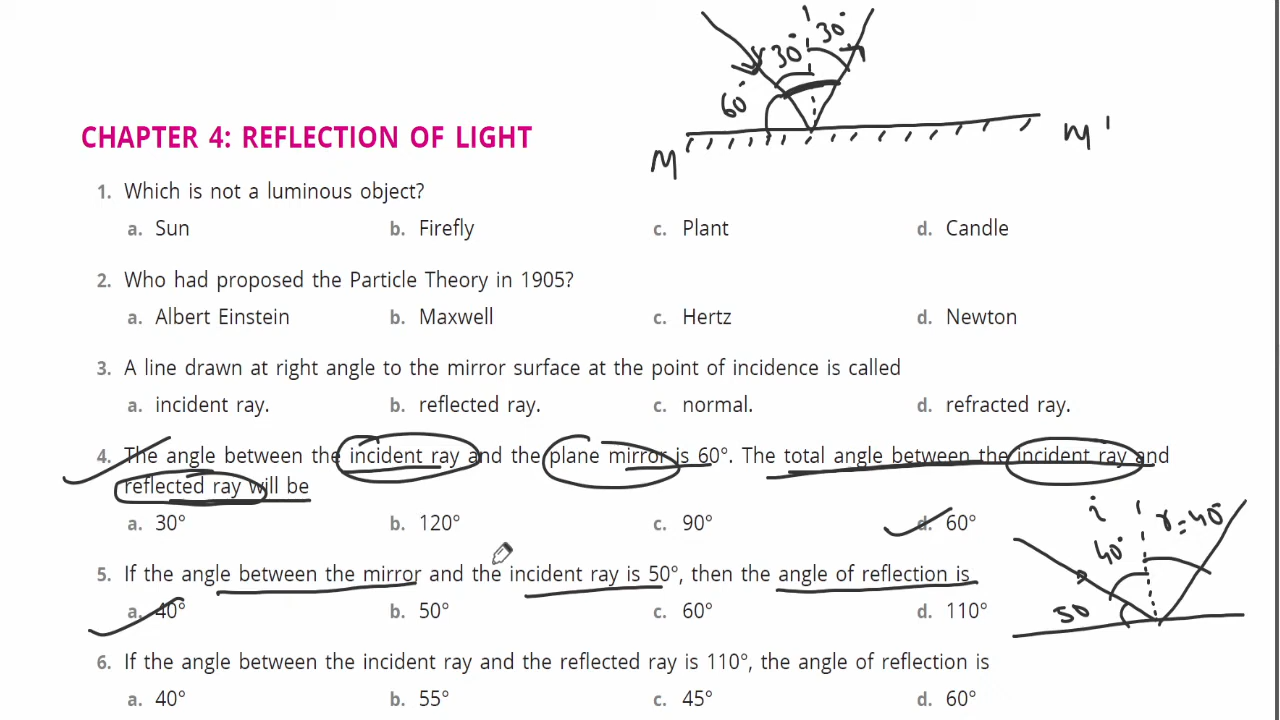 30° 30°
60°
M M'
CHAPTER 4: REFLECTION OF LIGHT
1. Which is not a luminous object?
a. Sun b. Firefly c. Plant d. Candle
2. Who had proposed the Particle Theory in 1905?
a. Albert Einstein b. Maxwell c. Hertz d. Newton
3. A line drawn at right angle to the mirror surface at the point of incidence is called
a. incident ray. b. reflected ray. c. normal. d. refracted ray.
4. The angle between the incident ray and the plane mirror is 60°. The total angle between the incident ray and
reflected ray will be
a. 30° b. 120° c. 90° d. 60°
i r=40°
40°
5. If the angle between the mirror and the incident ray is 50°, then the angle of reflection is
a. 40° b. 50° c. 60° d. 110°
50
6. If the angle between the incident ray and the reflected ray is 110°, the angle of reflection is
a. 40° b. 55° c. 45° d. 60°